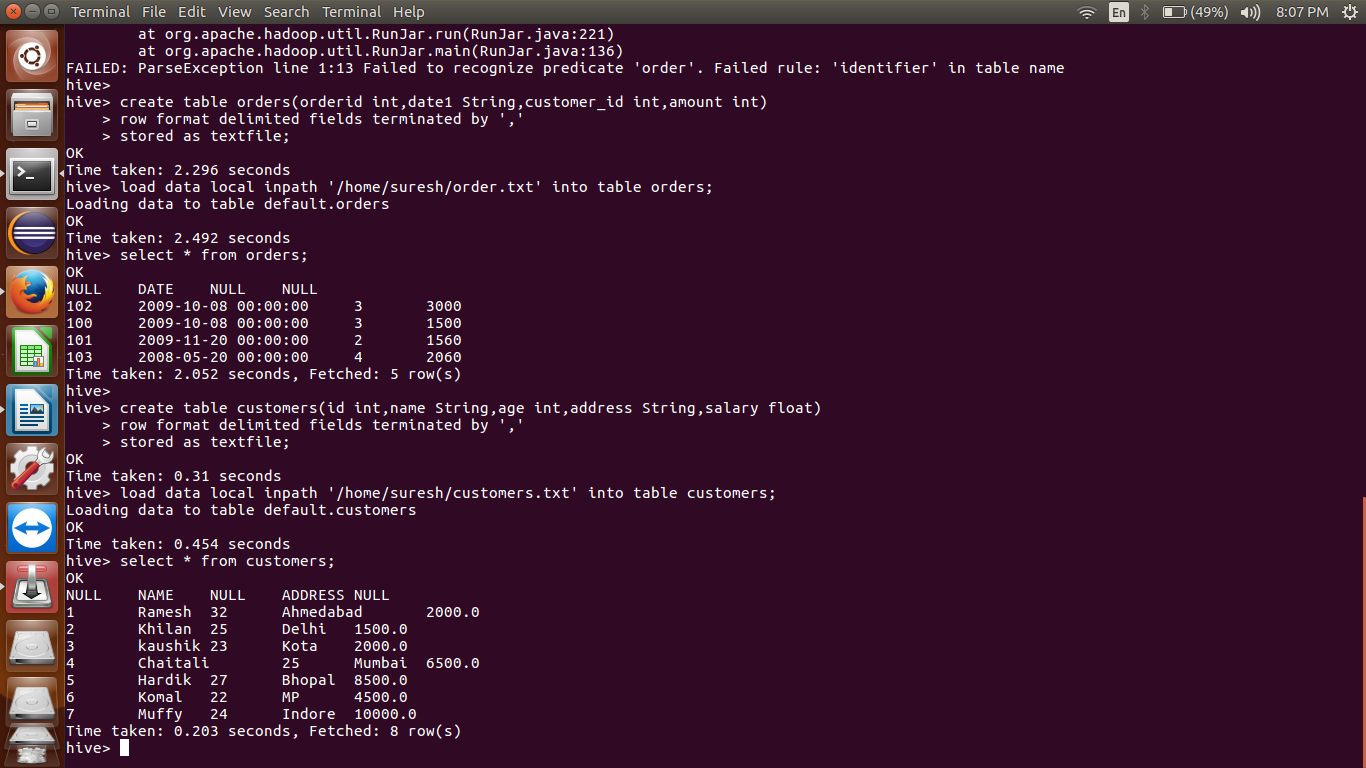 Terminal File Edit View Search Terminal Help En (49%) 8:07 PM
at org.apache.hadoop.util.RunJar.run(RunJar.java:221)
at org.apache.hadoop.util.RunJar.main(RunJar.java:136)
FAILED: ParseException line 1:13 Failed to recognize predicate 'order'. Failed rule: 'identifier' in table name
hive>
hive> create table orders(orderid int,date1 String,customer_id int,amount int)
> row format delimited fields terminated by ','
> stored as textfile;
OK
Time taken: 2.296 seconds
hive> load data local inpath '/home/suresh/order.txt' into table orders;
Loading data to table default.orders
OK
Time taken: 2.492 seconds
hive> select * from orders;
OK
NULL DATE NULL NULL
102 2009-10-08 00:00:00 3 3000
100 2009-10-08 00:00:00 3 1500
101 2009-11-20 00:00:00 2 1560
103 2008-05-20 00:00:00 4 2060
Time taken: 2.052 seconds, Fetched: 5 row(s)
hive>
hive> create table customers(id int,name String,age int,address String,salary float)
> row format delimited fields terminated by ','
> stored as textfile;
OK
Time taken: 0.31 seconds
hive> load data local inpath '/home/suresh/customers.txt' into table customers;
Loading data to table default.customers
OK
Time taken: 0.454 seconds
hive> select * from customers;
OK
NULL NAME NULL ADDRESS NULL
1 Ramesh 32 Ahmedabad 2000.0
2 Khilan 25 Delhi 1500.0
3 kaushik 23 Kota 2000.0
4 Chaitali 25 Mumbai 6500.0
5 Hardik 27 Bhopal 8500.0
6 Komal 22 MP 4500.0
7 Muffy 24 Indore 10000.0
Time taken: 0.203 seconds, Fetched: 8 row(s)
hive>